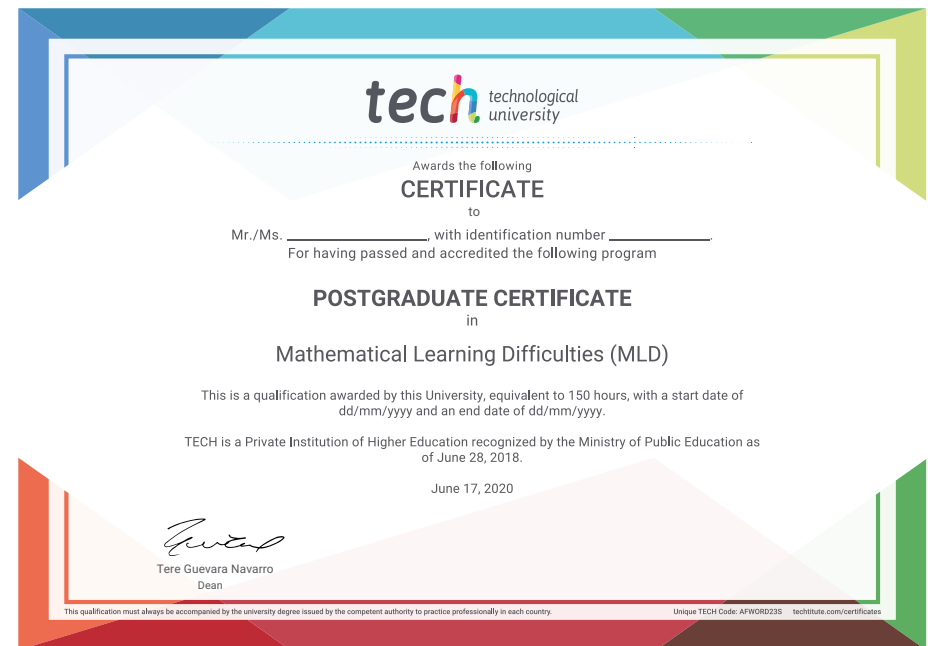 tech technological
university
Awards the following
CERTIFICATE
to
Mr./Ms. ____________________, with identification number ______________.
For having passed and accredited the following program
POSTGRADUATE CERTIFICATE
in
Mathematical Learning Difficulties (MLD)
This is a qualification awarded by this University, equivalent to 150 hours, with a start date of
dd/mm/yyyy and an end date of dd/mm/yyyy.
TECH is a Private Institution of Higher Education recognized by the Ministry of Public Education as
of June 28, 2018.
June 17, 2020
Tere Guevara Navarro
Dean
This qualification must always be accompanied by the university degree issued by the competent authority to practice professionally in each country.
Unique TECH Code: AFWORD23S techtitute.com/certificates